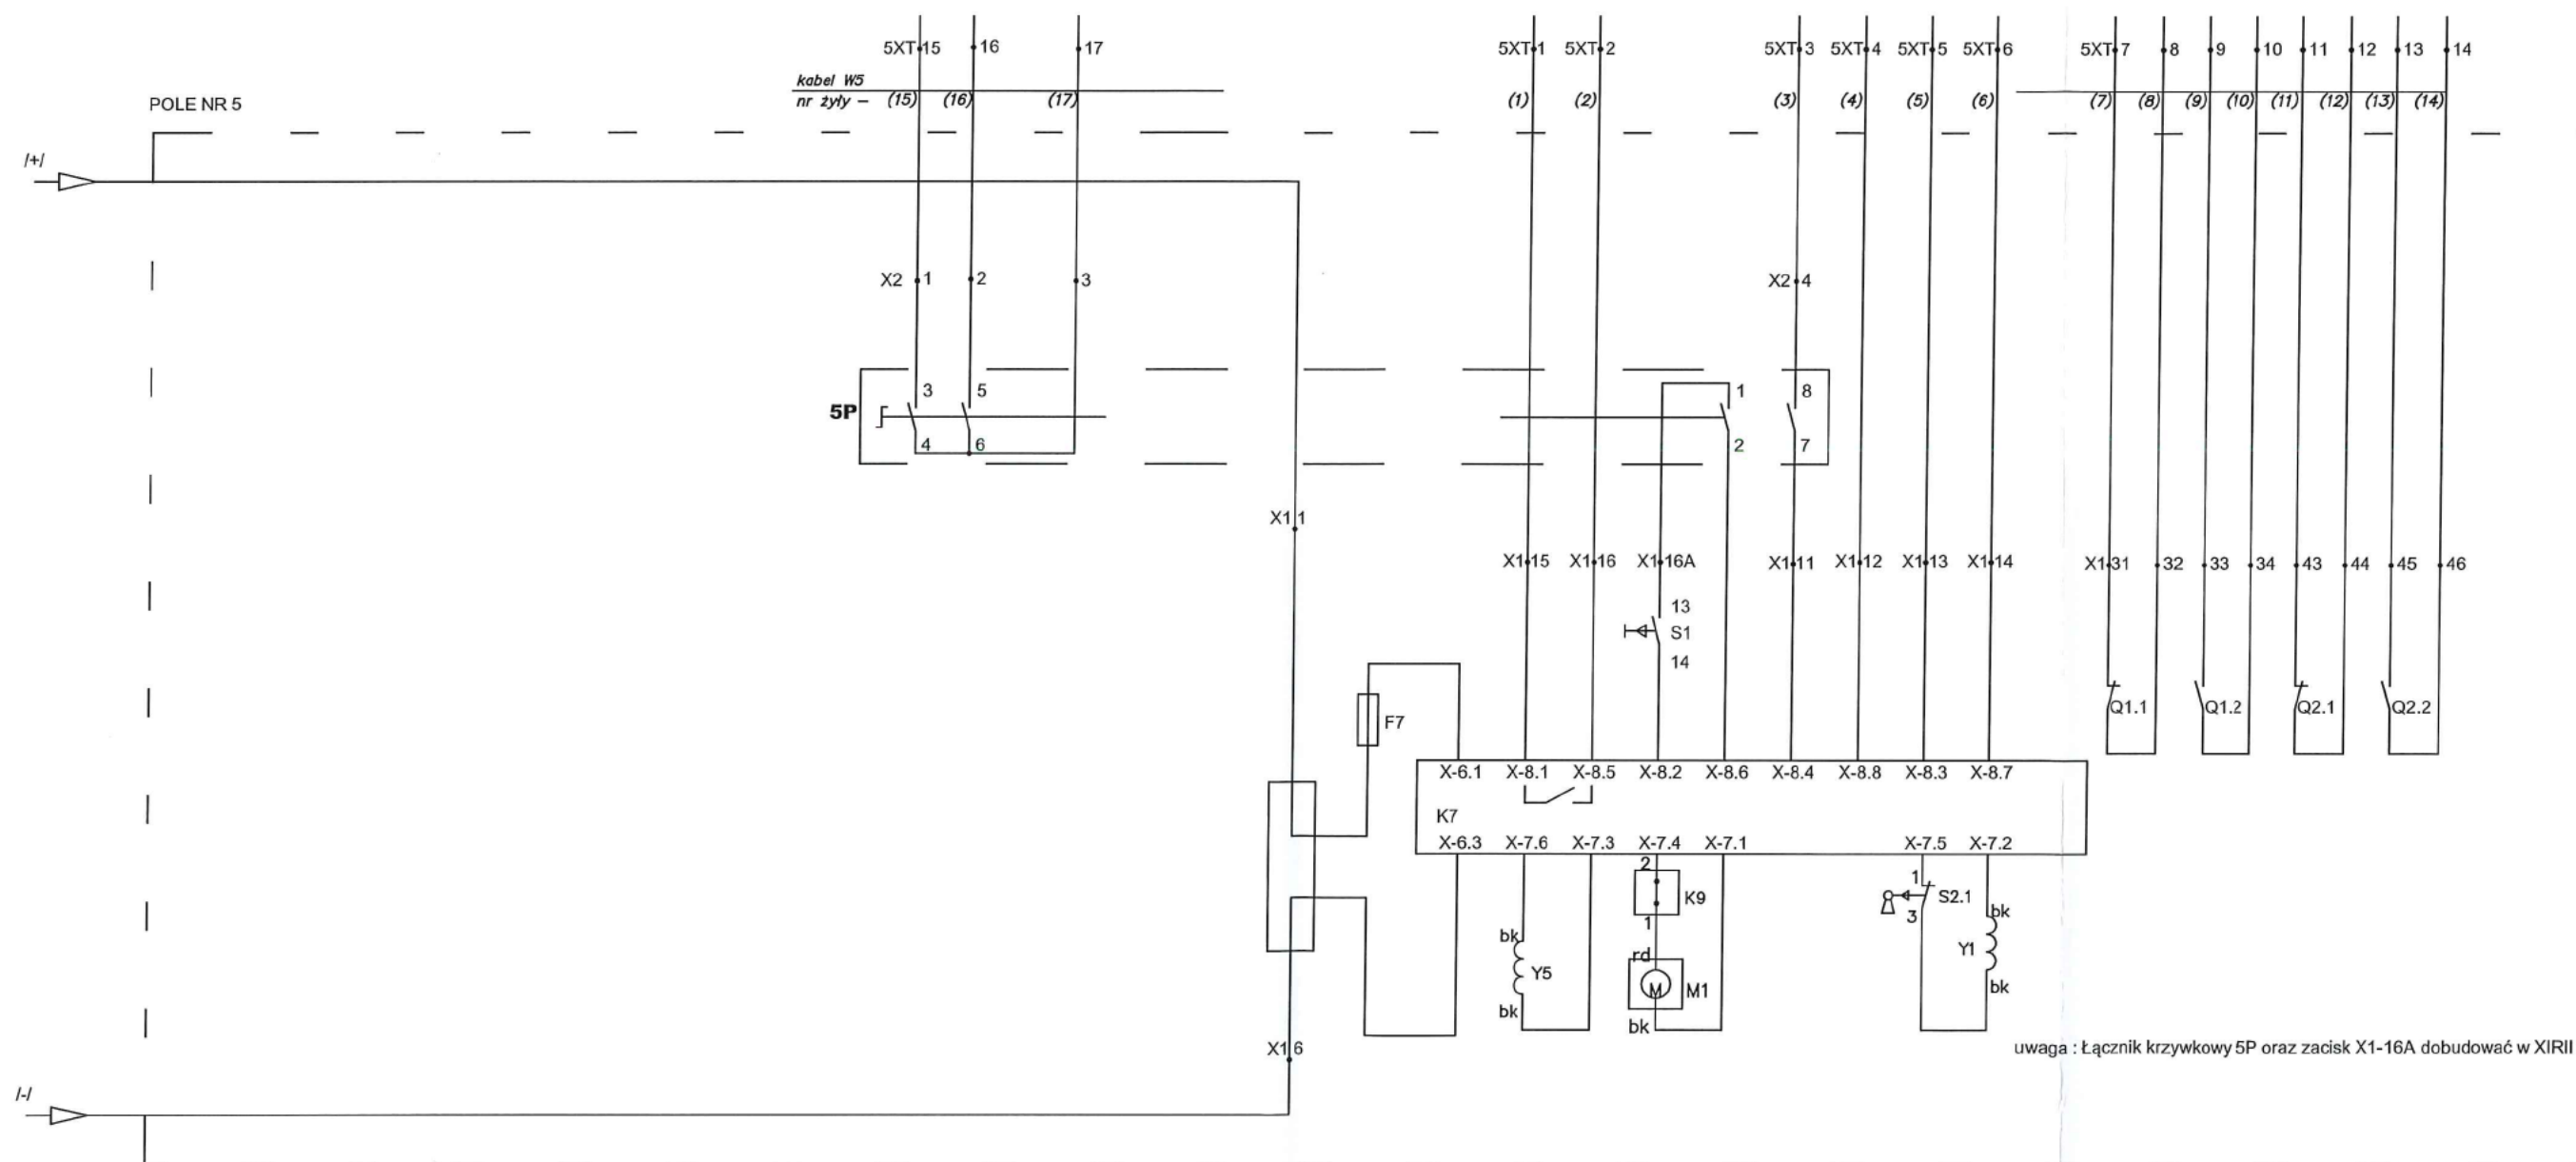 5XT 15 16 17 5XT 1 5XT 2 5XT 3 5XT 4 5XT 5 5XT 6 5XT 7 8 9 10 11 12 13 14
kabel W5
nr żyły – (15) (16) (17) (1) (2) (3) (4) (5) (6) (7) (8) (9) (10) (11) (12) (13) (14)
POLE NR 5
/+/
X2 1 2 3 X2 4
3 5 1 8
5P
4 6 2 7
X1 1
X1 15 X1 16 X1 16A X1 11 X1 12 X1 13 X1 14 X1 31 32 33 34 43 44 45 46
13
S1
14
F7
Q1.1 Q1.2 Q2.1 Q2.2
X-6.1 X-8.1 X-8.5 X-8.2 X-8.6 X-8.4 X-8.8 X-8.3 X-8.7
K7
X-6.3 X-7.6 X-7.3 X-7.4 X-7.1 X-7.5 X-7.2
2 1
K9 S2.1
1 3 bk
bk rd Y1
Y5 M M1
bk bk bk
X1 6
uwaga : Łącznik krzywkowy 5P oraz zacisk X1-16A dobudować w XIRII
/-/